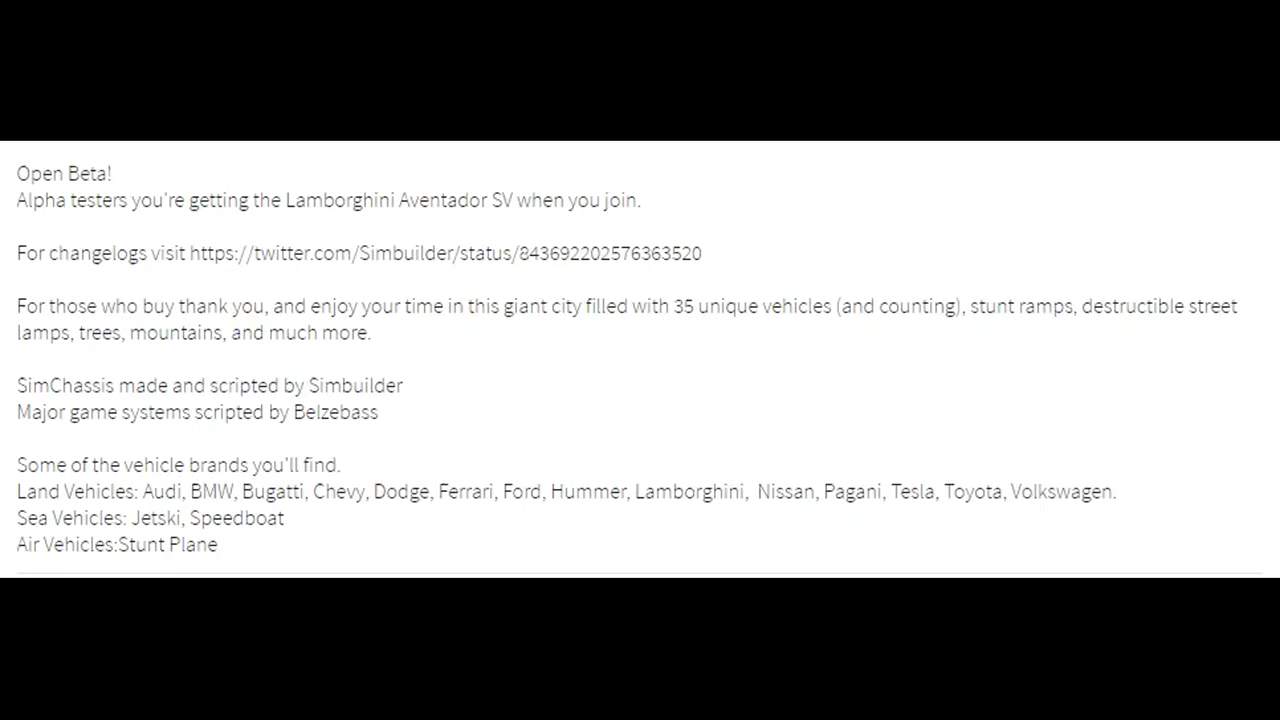 Open Beta!
Alpha testers you're getting the Lamborghini Aventador SV when you join.
For changelogs visit https://twitter.com/Simbuilder/status/843692202576363520
For those who buy thank you, and enjoy your time in this giant city filled with 35 unique vehicles (and counting), stunt ramps, destructible street
lamps, trees, mountains, and much more.
SimChassis made and scripted by Simbuilder
Major game systems scripted by Belzebass
Some of the vehicle brands you'll find.
Land Vehicles: Audi, BMW, Bugatti, Chevy, Dodge, Ferrari, Ford, Hummer, Lamborghini,  Nissan, Pagani, Tesla, Toyota, Volkswagen.
Sea Vehicles: Jetski, Speedboat
Air Vehicles:Stunt Plane